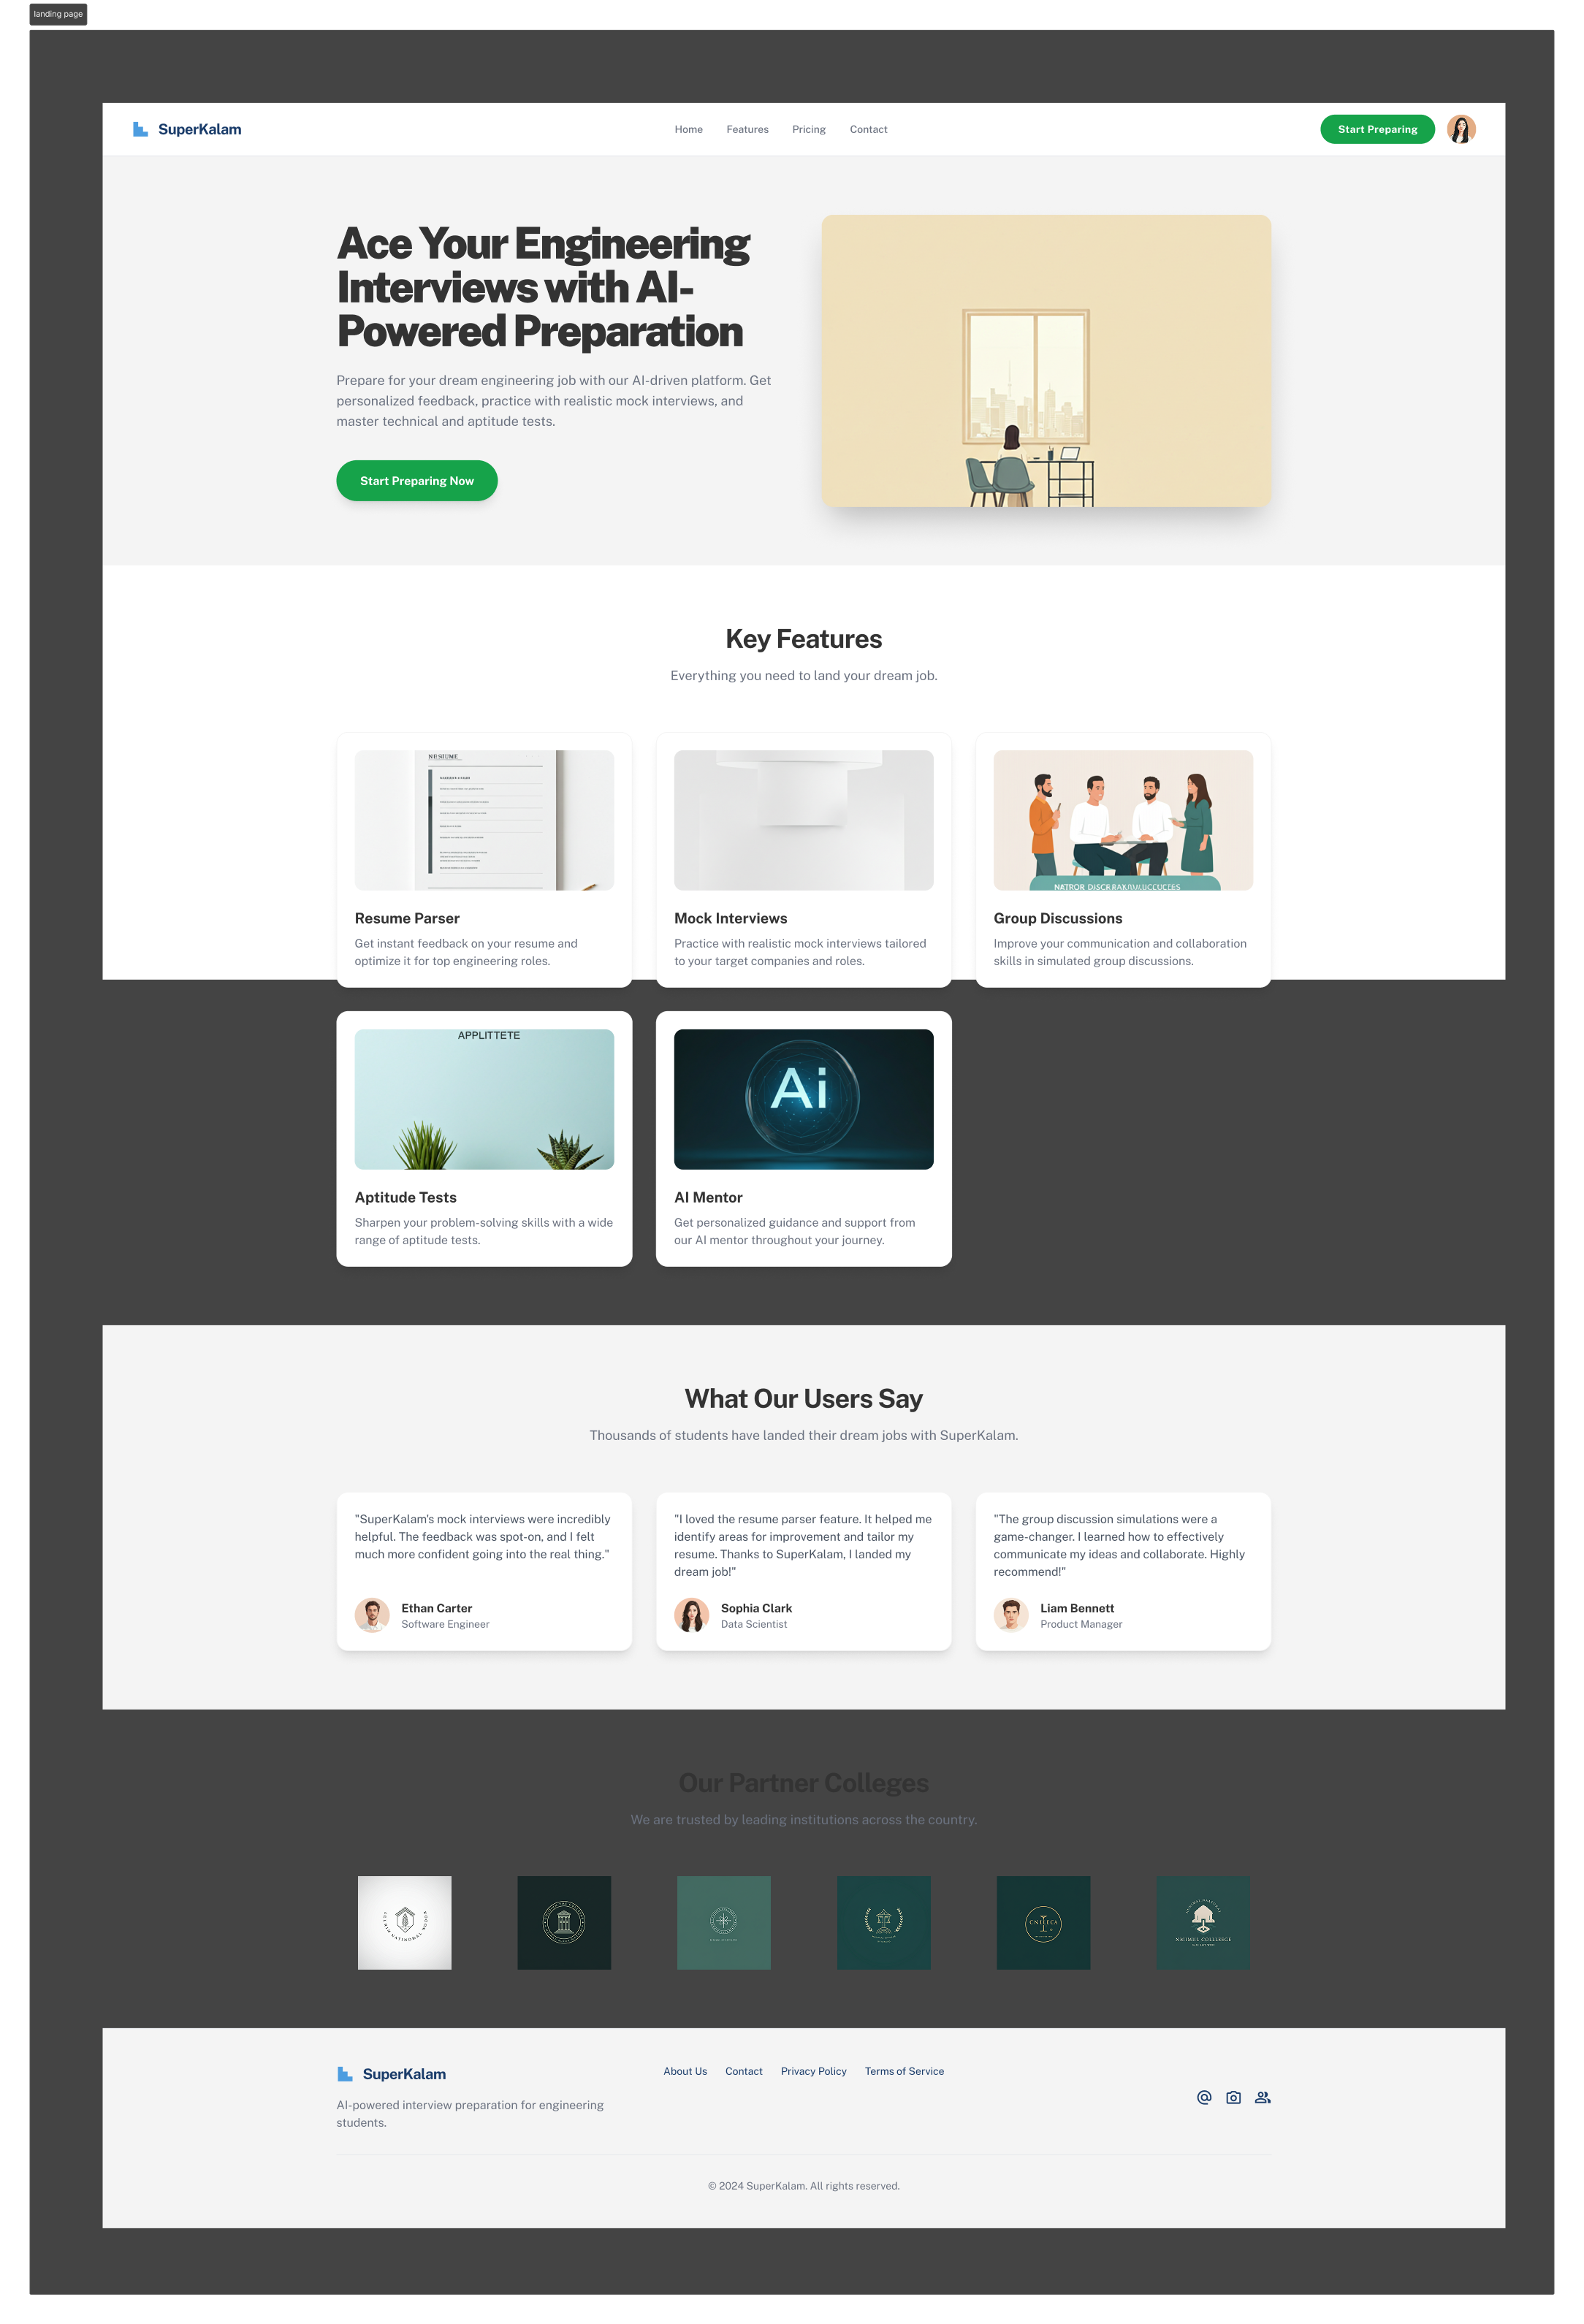 landing page
SuperKalam
Home Features Pricing Contact
Start Preparing
Ace Your Engineering
Interviews with AI-
Powered Preparation
Prepare for your dream engineering job with our AI-driven platform. Get
personalized feedback, practice with realistic mock interviews, and
master technical and aptitude tests.
Start Preparing Now
Key Features
Everything you need to land your dream job.
Resume Parser
Get instant feedback on your resume and
optimize it for top engineering roles.
Mock Interviews
Practice with realistic mock interviews tailored
to your target companies and roles.
Group Discussions
Improve your communication and collaboration
skills in simulated group discussions.
APPLITTETE
Aptitude Tests
Sharpen your problem-solving skills with a wide
range of aptitude tests.
Ai
AI Mentor
Get personalized guidance and support from
our AI mentor throughout your journey.
What Our Users Say
Thousands of students have landed their dream jobs with SuperKalam.
"SuperKalam's mock interviews were incredibly
helpful. The feedback was spot-on, and I felt
much more confident going into the real thing."
Ethan Carter
Software Engineer
"I loved the resume parser feature. It helped me
identify areas for improvement and tailor my
resume. Thanks to SuperKalam, I landed my
dream job!"
Sophia Clark
Data Scientist
"The group discussion simulations were a
game-changer. I learned how to effectively
communicate my ideas and collaborate. Highly
recommend!"
Liam Bennett
Product Manager
Our Partner Colleges
We are trusted by leading institutions across the country.
SuperKalam
AI-powered interview preparation for engineering
students.
About Us Contact Privacy Policy Terms of Service
© 2024 SuperKalam. All rights reserved.